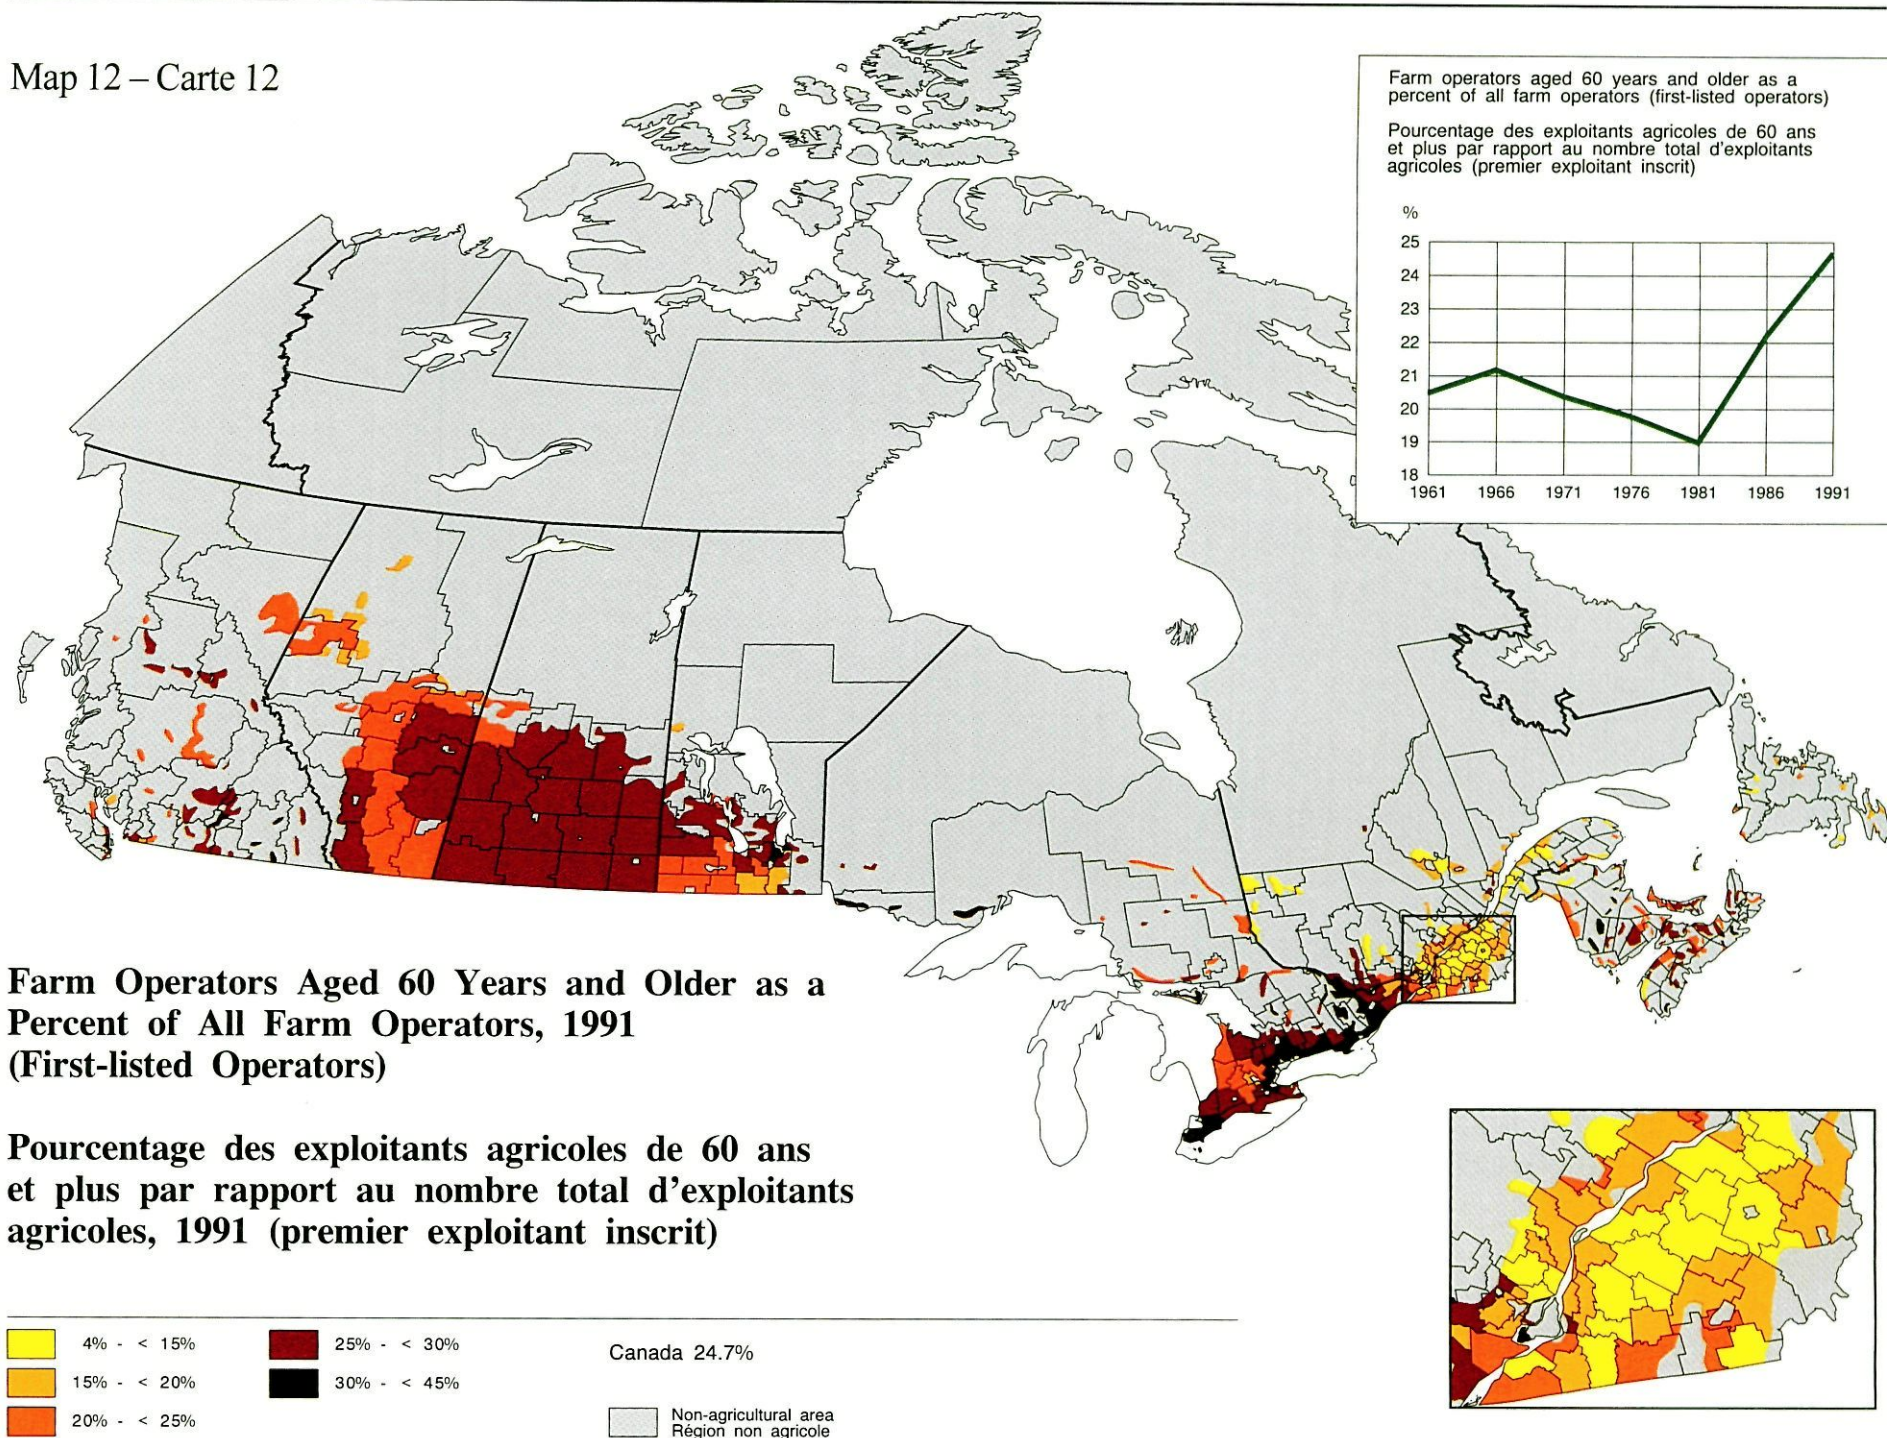 Map 12 – Carte 12
Farm operators aged 60 years and older as a
percent of all farm operators (first-listed operators)
Pourcentage des exploitants agricoles de 60 ans
et plus par rapport au nombre total d'exploitants
agricoles (premier exploitant inscrit)
%
25
24
23
22
21
20
19
18
1961 1966 1971 1976 1981 1986 1991
Farm Operators Aged 60 Years and Older as a
Percent of All Farm Operators, 1991
(First-listed Operators)
Pourcentage des exploitants agricoles de 60 ans
et plus par rapport au nombre total d'exploitants
agricoles, 1991 (premier exploitant inscrit)
4% - < 15%
15% - < 20%
20% - < 25%
25% - < 30%
30% - < 45%
Canada 24.7%
Non-agricultural area
Région non agricole